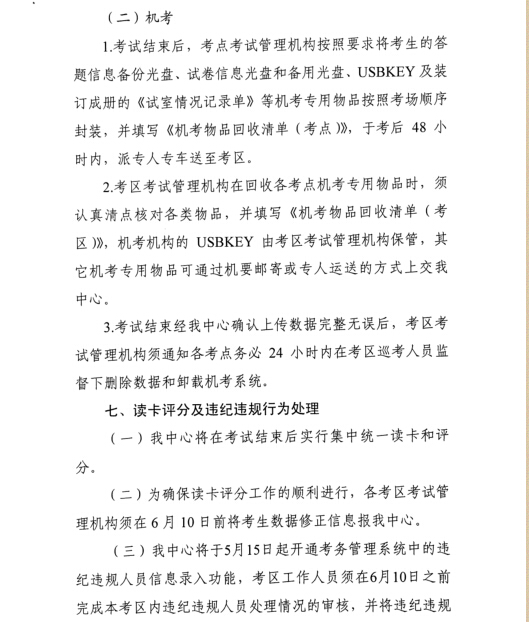 （二）机考
1.考试结束后，考点考试管理机构按照要求将考生的答
题信息备份光盘、试卷信息光盘和备用光盘、USBKEY及装
订成册的《试室情况记录单》等机考专用物品按照考场顺序
封装，并填写《机考物品回收清单（考点）》，于考后 48 小
时内，派专人专车送至考区。
2.考区考试管理机构在回收各考点机考专用物品时，须
认真清点核对各类物品，并填写《机考物品回收清单（考
区）》，机考机构的 USBKEY 由考区考试管理机构保管，其
它机考专用物品可通过机要邮寄或专人运送的方式上交我
中心。
3.考试结束经我中心确认上传数据完整无误后，考区考
试管理机构须通知各考点务必 24 小时内在考区巡考人员监
督下删除数据和卸载机考系统。
七、读卡评分及违纪违规行为处理
（一）我中心将在考试结束后实行集中统一读卡和评
分。
（二）为确保读卡评分工作的顺利进行，各考区考试管
理机构须在 6 月 10 日前将考生数据修正信息报我中心。
（三）我中心将于5月15日起开通考务管理系统中的违
纪违规人员信息录入功能，考区工作人员须在6月10日之前
完成本考区内违纪违规人员处理情况的审核，并将违纪违规